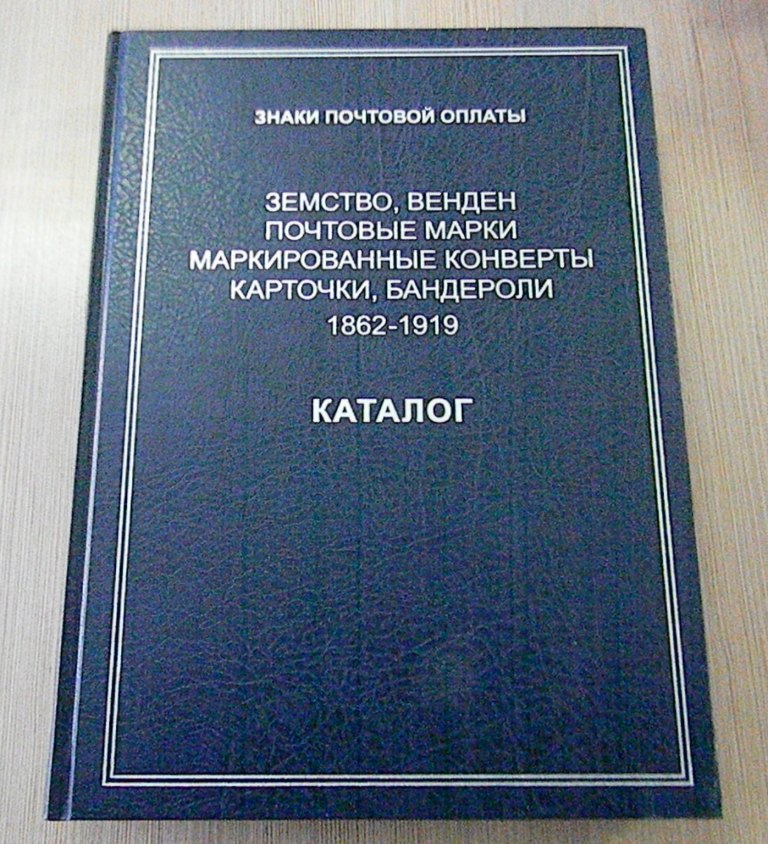 ЗНАКИ ПОЧТОВОЙ ОПЛАТЫ
ЗЕМСТВО, ВЕНДЕН
ПОЧТОВЫЕ МАРКИ
МАРКИРОВАННЫЕ КОНВЕРТЫ
КАРТОЧКИ, БАНДЕРОЛИ
1862-1919
КАТАЛОГ